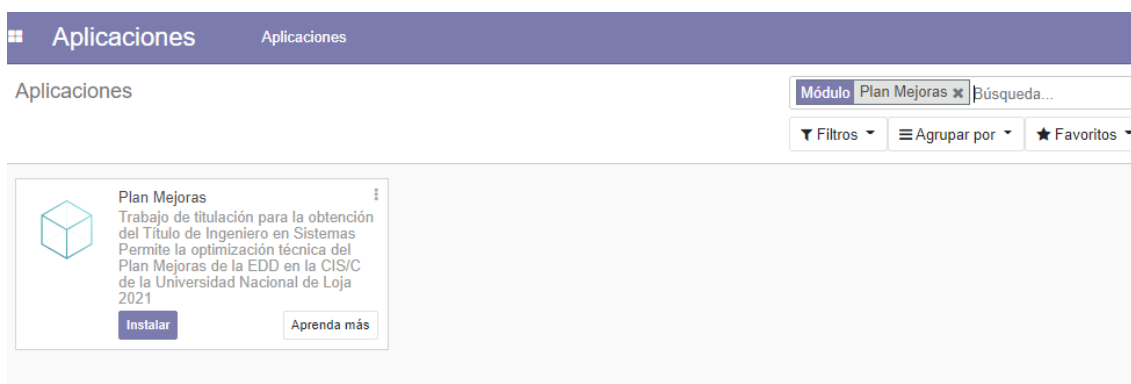 Aplicaciones Aplicaciones
Aplicaciones
Módulo Plan Mejoras × Búsqueda...
Filtros Agrupar por Favoritos
Plan Mejoras
Trabajo de titulación para la obtención
del Título de Ingeniero en Sistemas
Permite la optimización técnica del
Plan Mejoras de la EDD en la CIS/C
de la Universidad Nacional de Loja
2021
Instalar Aprenda más